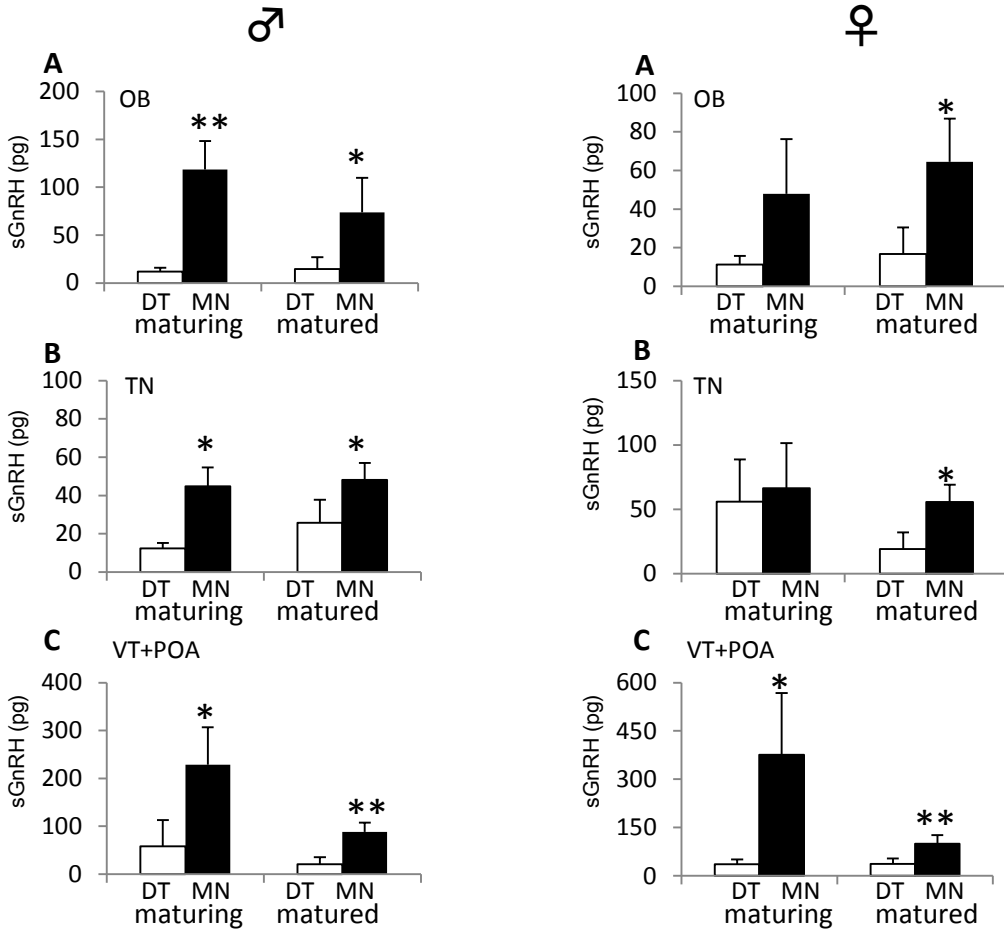 ♂
A
OB
sGnRH (pg)
200
150
100
50
0
**
*
DT MN DT MN
maturing matured
B
TN
sGnRH (pg)
100
80
60
40
20
0
*
*
DT MN DT MN
maturing matured
C
VT+POA
sGnRH (pg)
400
300
200
100
0
*
**
DT MN DT MN
maturing matured
♀
A
OB
sGnRH (pg)
100
80
60
40
20
0
*
DT MN DT MN
maturing matured
B
TN
sGnRH (pg)
150
100
50
0
*
DT MN DT MN
maturing matured
C
VT+POA
sGnRH (pg)
600
450
300
150
0
*
**
DT MN DT MN
maturing matured